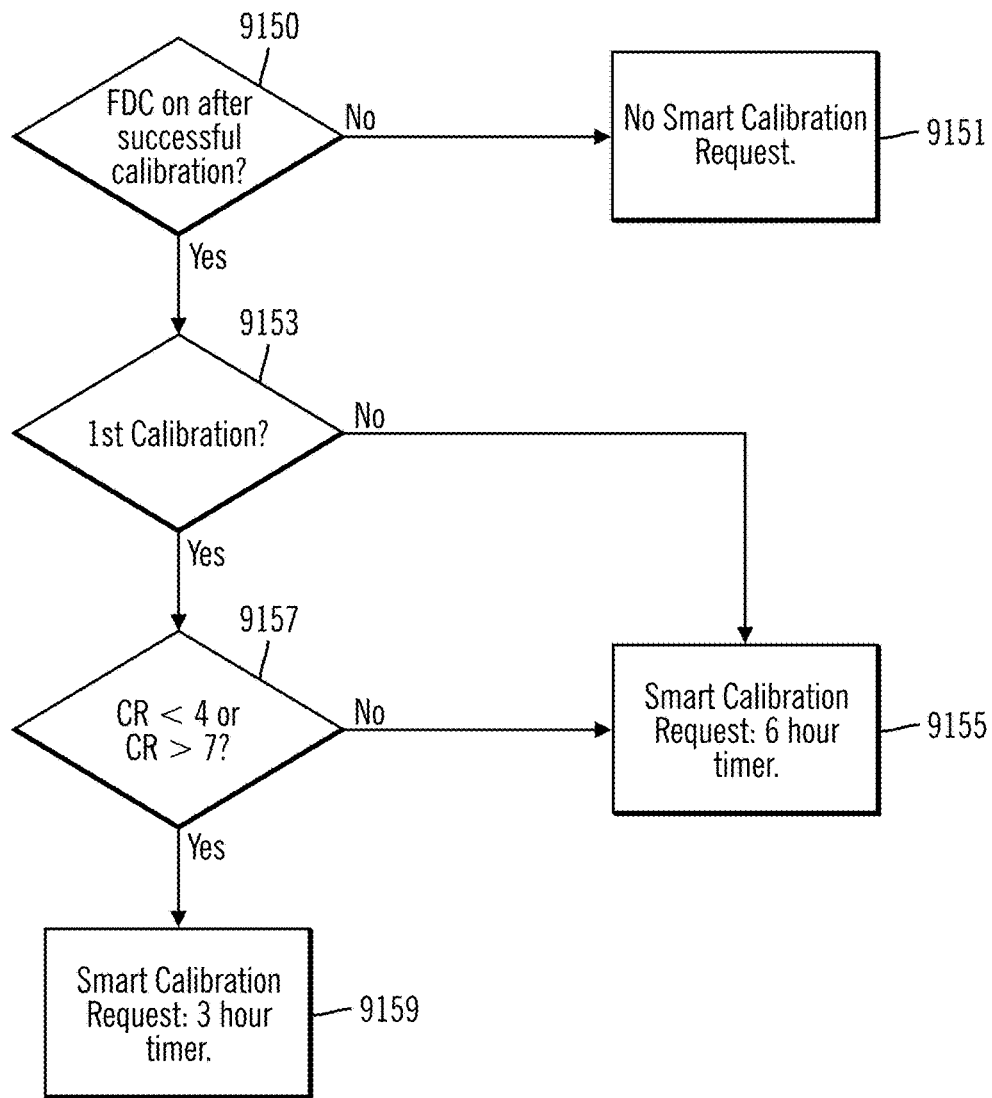 9150
FDC on after
successful
calibration?
No
No Smart Calibration
Request.
9151
Yes
9153
1st Calibration?
No
Yes
9157
CR < 4 or
CR > 7?
No
Smart Calibration
Request: 6 hour
timer.
9155
Yes
Smart Calibration
Request: 3 hour
timer.
9159